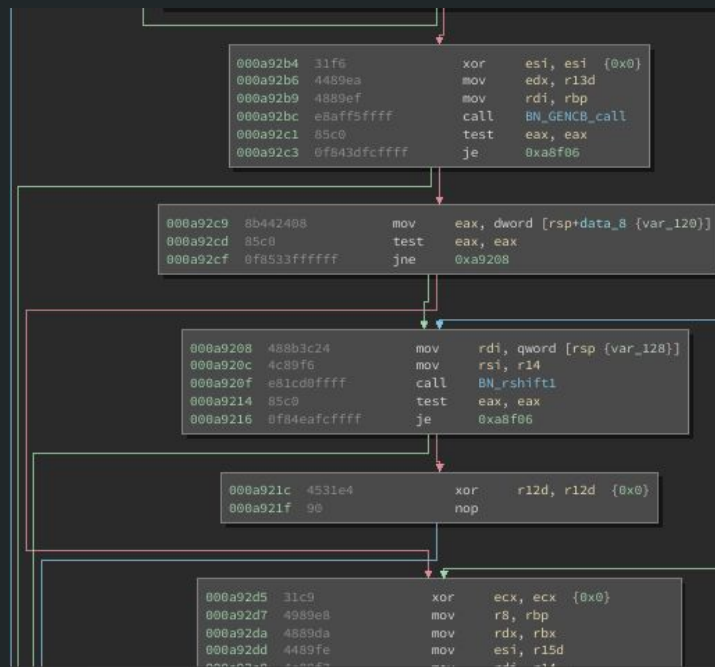 000a92b4 31f6 xor esi, esi {0x0}
000a92b6 4489ea mov edx, r13d
000a92b9 4889ef mov rdi, rbp
000a92bc e8aff5ffff call BN_GENCB_call
000a92c1 85c0 test eax, eax
000a92c3 0f843dfcffff je 0xa8f06
000a92c9 8b442408 mov eax, dword [rsp+data_8 {var_120}]
000a92cd 85c0 test eax, eax
000a92cf 0f8533ffffff jne 0xa9208
000a9208 488b3c24 mov rdi, qword [rsp {var_128}]
000a920c 4c89f6 mov rsi, r14
000a920f e81cd0ffff call BN_rshift1
000a9214 85c0 test eax, eax
000a9216 0f84eafcffff je 0xa8f06
000a921c 4531e4 xor r12d, r12d {0x0}
000a921f 90 nop
000a92d5 31c9 xor ecx, ecx {0x0}
000a92d7 4989e8 mov r8, rbp
000a92da 4889da mov rdx, rbx
000a92dd 4489fe mov esi, r15d